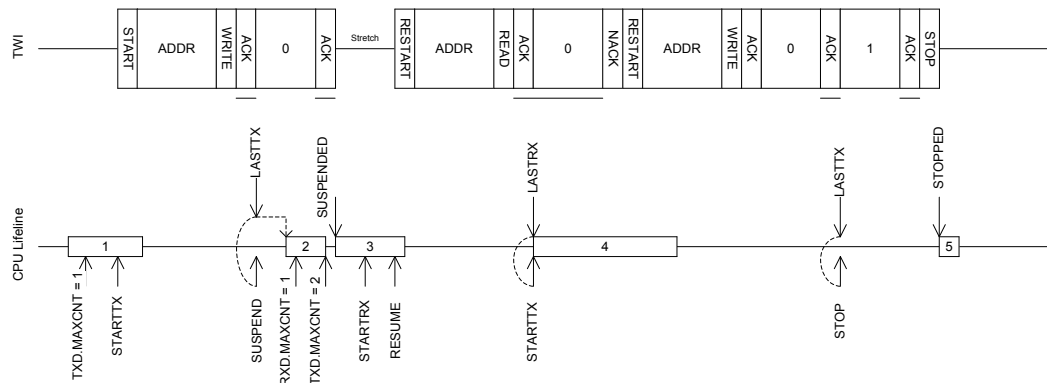 TWI
START
ADDR
WRITE
ACK
0
ACK
Stretch
RESTART
ADDR
READ
ACK
0
NACK
RESTART
ADDR
WRITE
ACK
0
ACK
1
ACK
STOP
CPU Lifeline
LASTTX
SUSPENDED
LASTRX
LASTTX
STOPPED
1
2
3
4
5
TXD.MAXCNT = 1
STARTTX
SUSPEND
RXD.MAXCNT = 1
TXD.MAXCNT = 2
STARTRX
RESUME
STARTTX
STOP